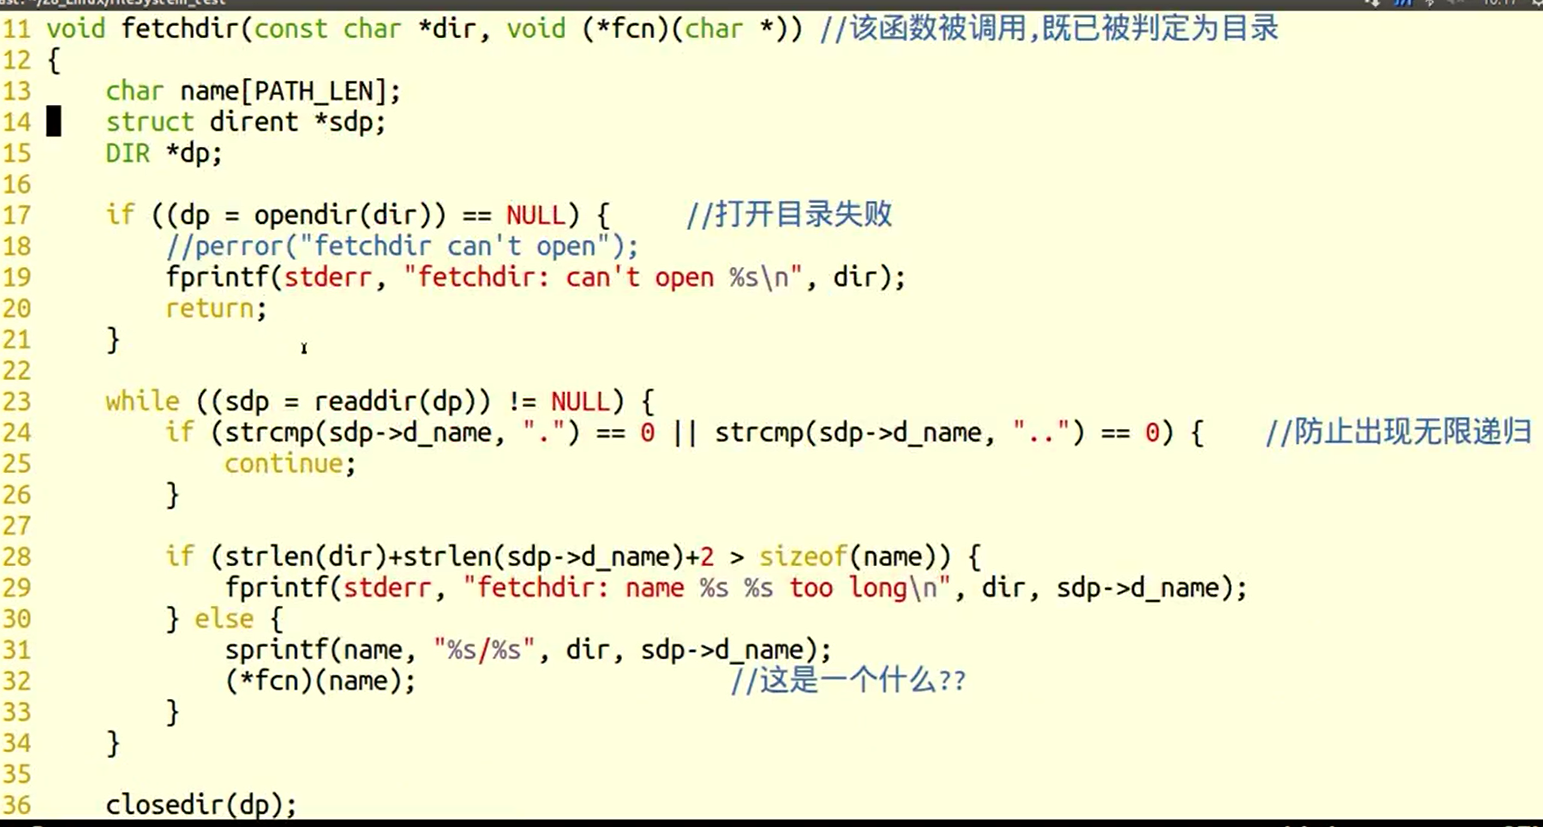 11 void fetchdir(const char *dir, void (*fcn)(char *)) //该函数被调用,既已被判定为目录
12 {
13     char name[PATH_LEN];
14     struct dirent *sdp;
15     DIR *dp;
16
17     if ((dp = opendir(dir)) == NULL) {     //打开目录失败
18         //perror("fetchdir can't open");
19         fprintf(stderr, "fetchdir: can't open %s\n", dir);
20         return;
21     }
22
23     while ((sdp = readdir(dp)) != NULL) {
24         if (strcmp(sdp->d_name, ".") == 0 || strcmp(sdp->d_name, "..") == 0) {    //防止出现无限递归
25             continue;
26         }
27
28         if (strlen(dir)+strlen(sdp->d_name)+2 > sizeof(name)) {
29             fprintf(stderr, "fetchdir: name %s %s too long\n", dir, sdp->d_name);
30         } else {
31             sprintf(name, "%s/%s", dir, sdp->d_name);
32             (*fcn)(name);                     //这是一个什么??
33         }
34     }
35
36     closedir(dp);